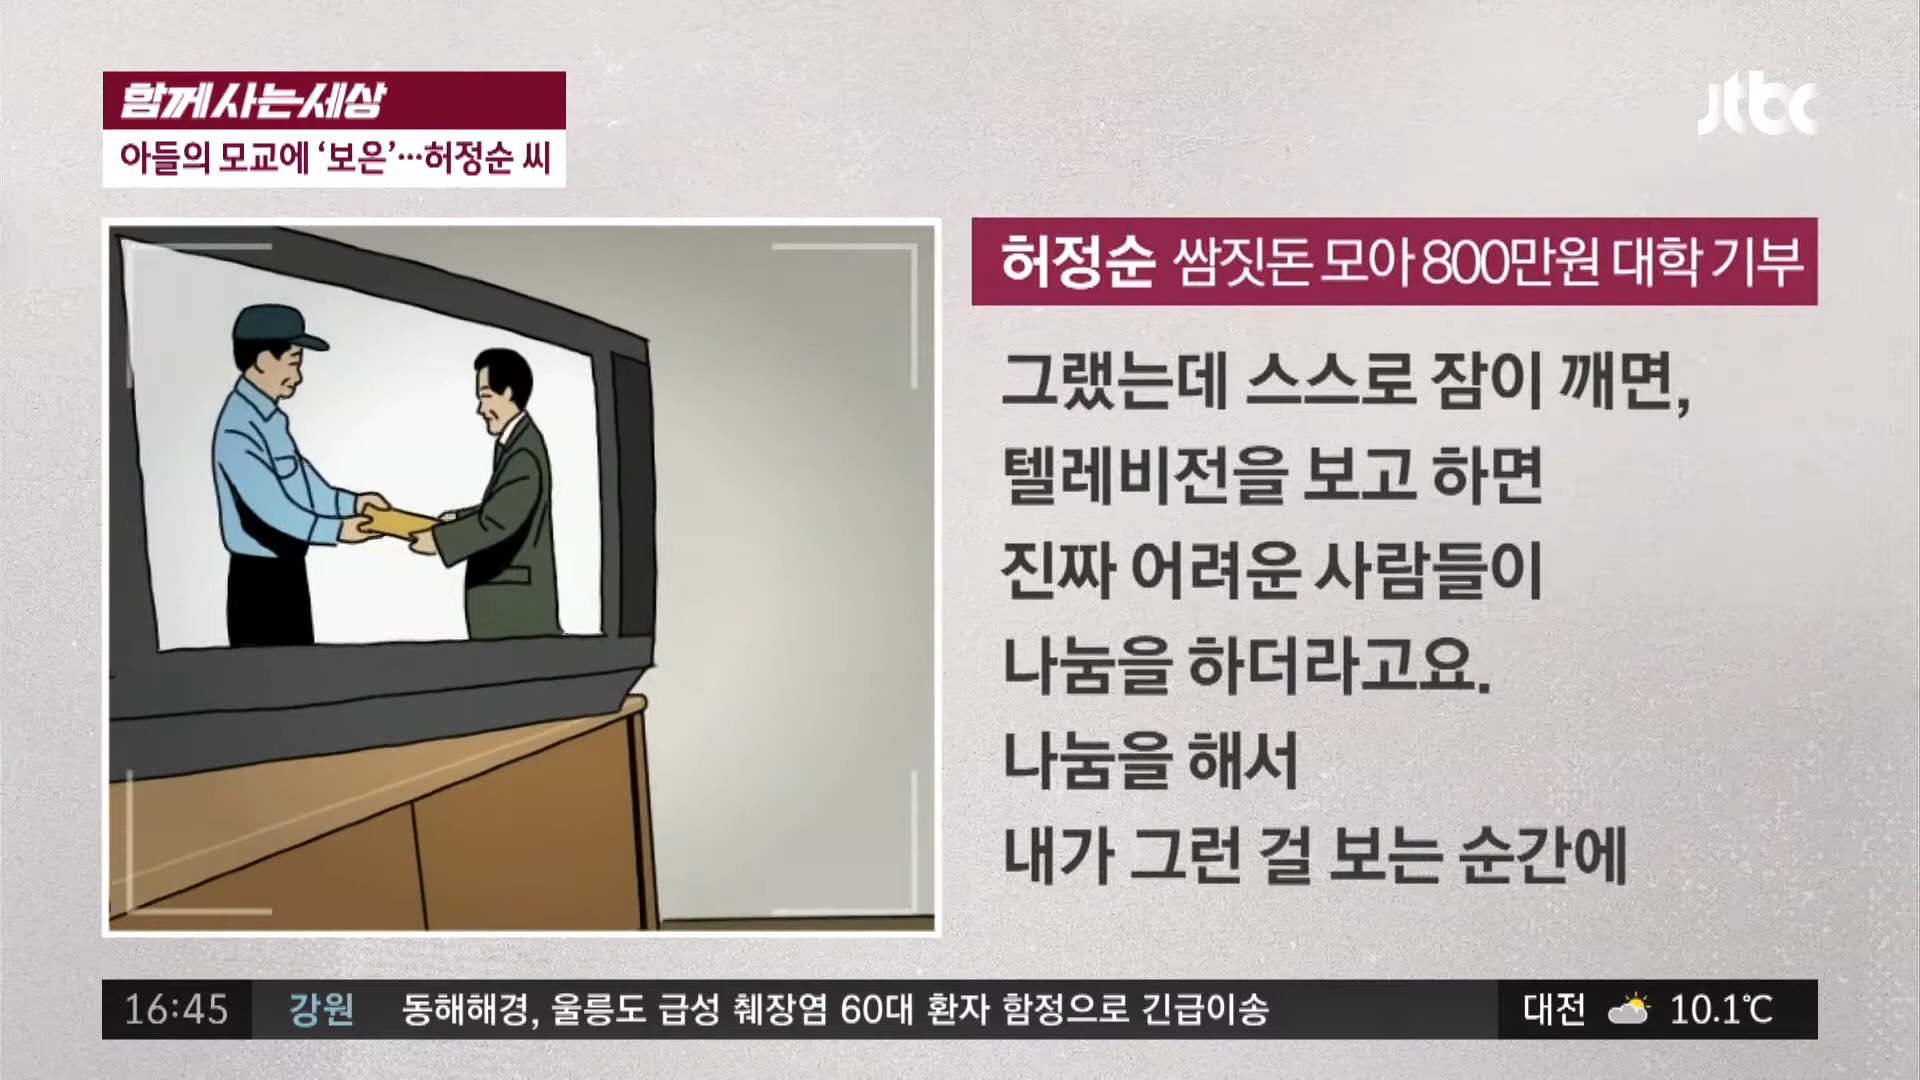 함께 사는 세상
아들의 모교에 ‘보은’…허정순 씨
jtbc
허정순 쌈짓돈 모아 800만원 대학 기부
그랬는데 스스로 잠이 깨면,
텔레비전을 보고 하면
진짜 어려운 사람들이
나눔을 하더라고요.
나눔을 해서
내가 그런 걸 보는 순간에
16:45 강원 동해해경, 울릉도 급성 췌장염 60대 환자 함정으로 긴급이송 대전 10.1℃